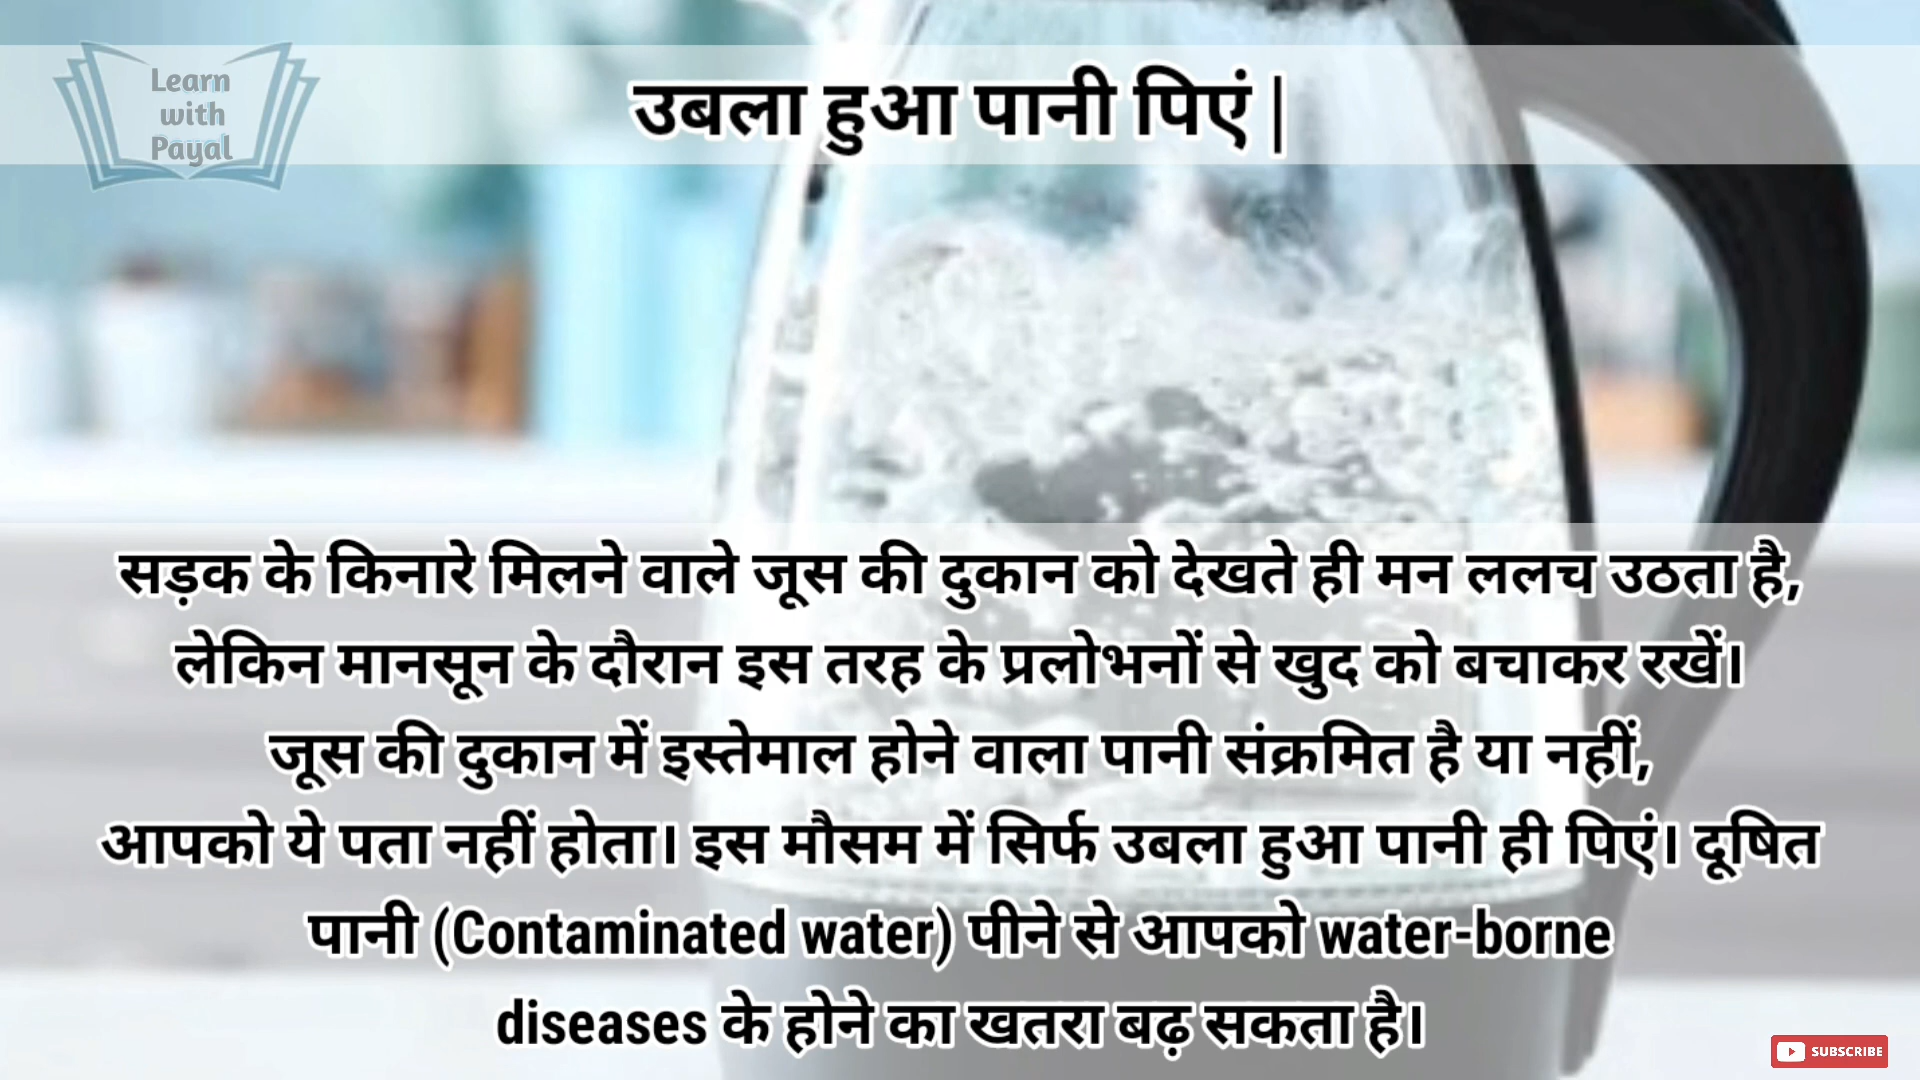 Learn
with
Payal
उबला हुआ पानी पिएं |
सड़क के किनारे मिलने वाले जूस की दुकान को देखते ही मन ललच उठता है,
लेकिन मानसून के दौरान इस तरह के प्रलोभनों से खुद को बचाकर रखें।
जूस की दुकान में इस्तेमाल होने वाला पानी संक्रमित है या नहीं,
आपको ये पता नहीं होता। इस मौसम में सिर्फ उबला हुआ पानी ही पिएं। दूषित
पानी (Contaminated water) पीने से आपको water-borne
diseases के होने का खतरा बढ़ सकता है।
SUBSCRIBE